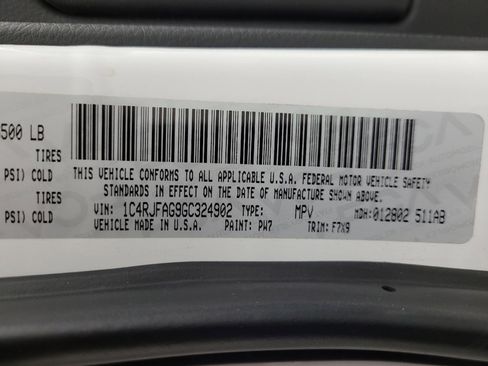 500 LB
TIRES
PSI) COLD
TIRES
PSI) COLD
THIS VEHICLE CONFORMS TO ALL APPLICABLE U.S.A. FEDERAL MOTOR VEHICLE SAFETY
STANDARDS IN EFFECT ON THE DATE OF MANUFACTURE SHOWN ABOVE.
VIN: 1C4RJFAG9GC324902 TYPE: MPV MDH:012802 511AB
VEHICLE MADE IN U.S.A. PAINT: PW7 TRIM: F7X9